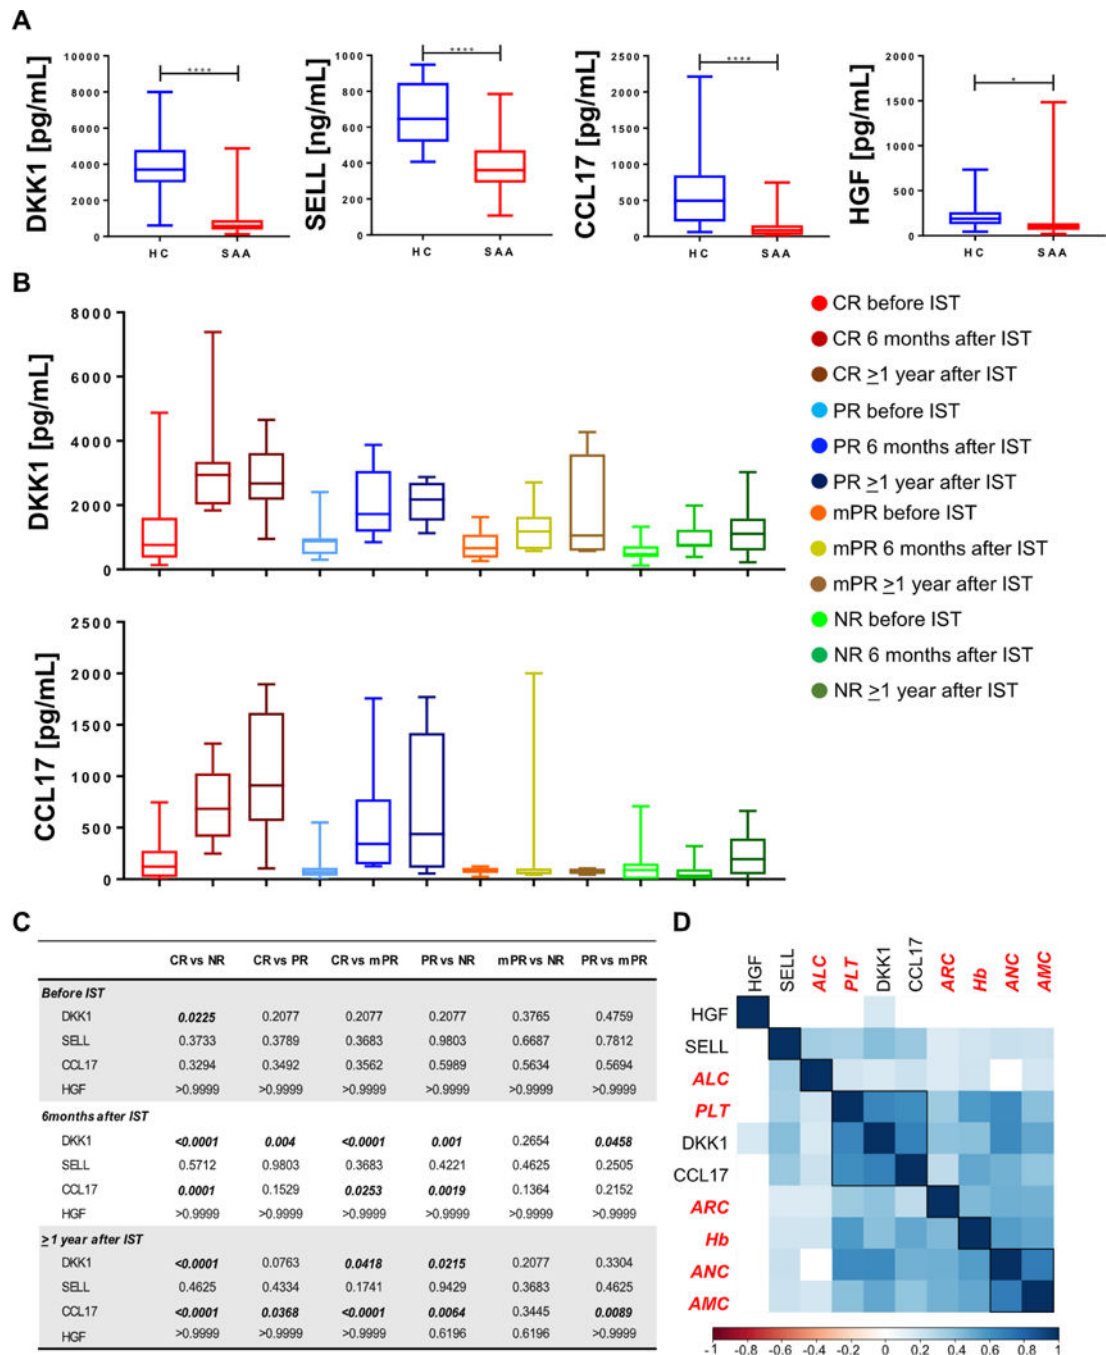 A
DKK1 [pg/mL]
10000
8000
6000
4000
2000
0
****
HC SAA
SELL [ng/mL]
1000
800
600
400
200
0
****
HC SAA
CCL17 [pg/mL]
2500
2000
1500
1000
500
0
****
HC SAA
HGF [pg/mL]
2000
1500
1000
500
0
*
HC SAA
B
DKK1 [pg/mL]
8000
6000
4000
2000
0
CCL17 [pg/mL]
2500
2000
1500
1000
500
0
CR before IST
CR 6 months after IST
CR ≥1 year after IST
PR before IST
PR 6 months after IST
PR ≥1 year after IST
mPR before IST
mPR 6 months after IST
mPR ≥1 year after IST
NR before IST
NR 6 months after IST
NR ≥1 year after IST
C
CR vs NR CR vs PR CR vs mPR PR vs NR mPR vs NR PR vs mPR
Before IST
DKK1 0.0225 0.2077 0.2077 0.2077 0.3765 0.4759
SELL 0.3733 0.3789 0.3683 0.9803 0.6687 0.7812
CCL17 0.3294 0.3492 0.3562 0.5989 0.5634 0.5694
HGF >0.9999 >0.9999 >0.9999 >0.9999 >0.9999 >0.9999
6months after IST
DKK1 <0.0001 0.004 <0.0001 0.001 0.2654 0.0458
SELL 0.5712 0.9803 0.3683 0.4221 0.4625 0.2505
CCL17 0.0001 0.1529 0.0253 0.0019 0.1364 0.2152
HGF >0.9999 >0.9999 >0.9999 >0.9999 >0.9999 >0.9999
≥1 year after IST
DKK1 <0.0001 0.0763 0.0418 0.0215 0.2077 0.3304
SELL 0.4625 0.4334 0.1741 0.9429 0.3683 0.4625
CCL17 <0.0001 0.0368 <0.0001 0.0064 0.3445 0.0089
HGF >0.9999 >0.9999 >0.9999 0.6196 0.6196 >0.9999
D
HGF SELL ALC PLT DKK1 CCL17 ARC Hb ANC AMC
HGF
SELL
ALC
PLT
DKK1
CCL17
ARC
Hb
ANC
AMC
-1 -0.8 -0.6 -0.4 -0.2 0 0.2 0.4 0.6 0.8 1